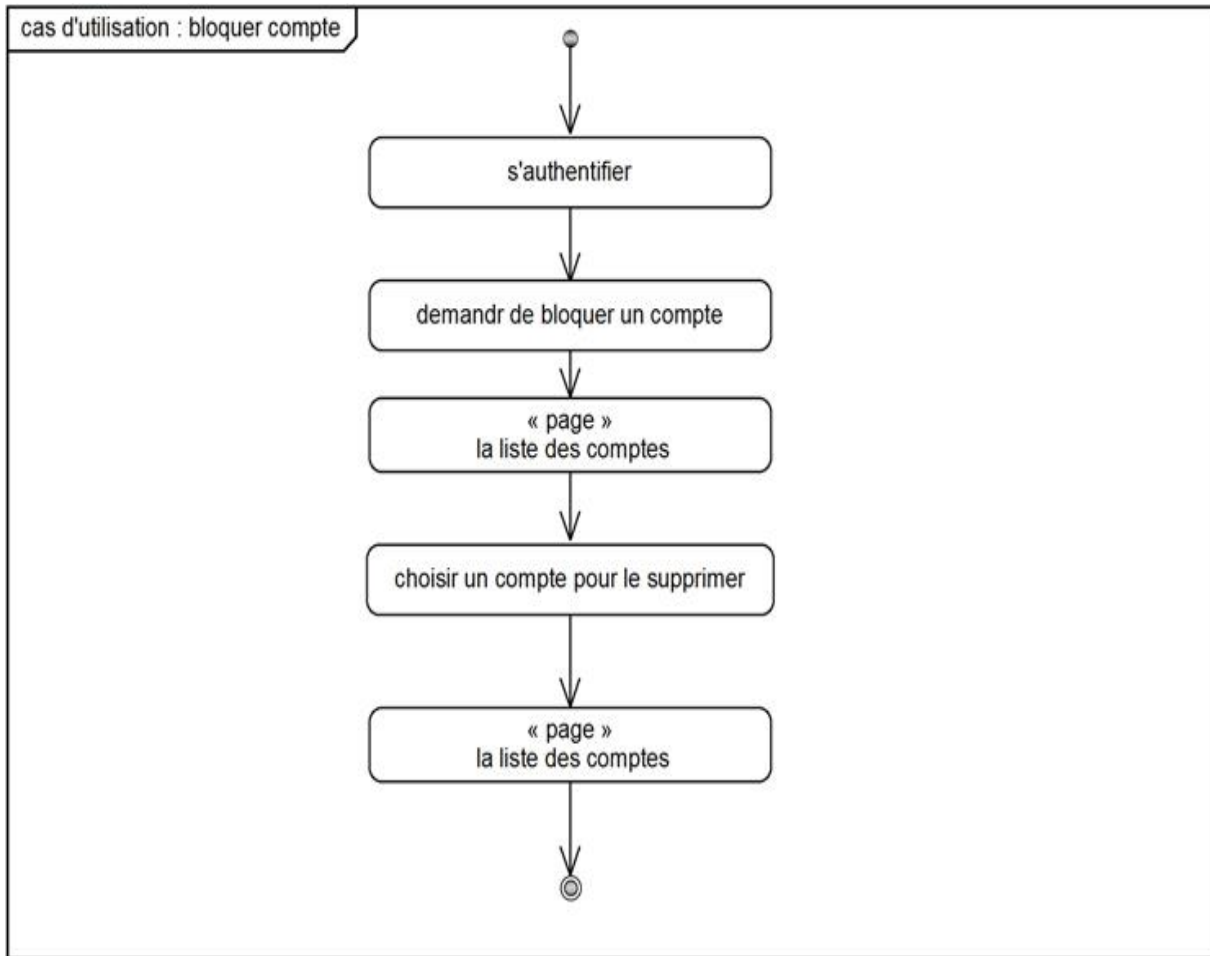 cas d'utilisation : bloquer compte
s'authentifier
demandr de bloquer un compte
« page »
la liste des comptes
choisir un compte pour le supprimer
« page »
la liste des comptes